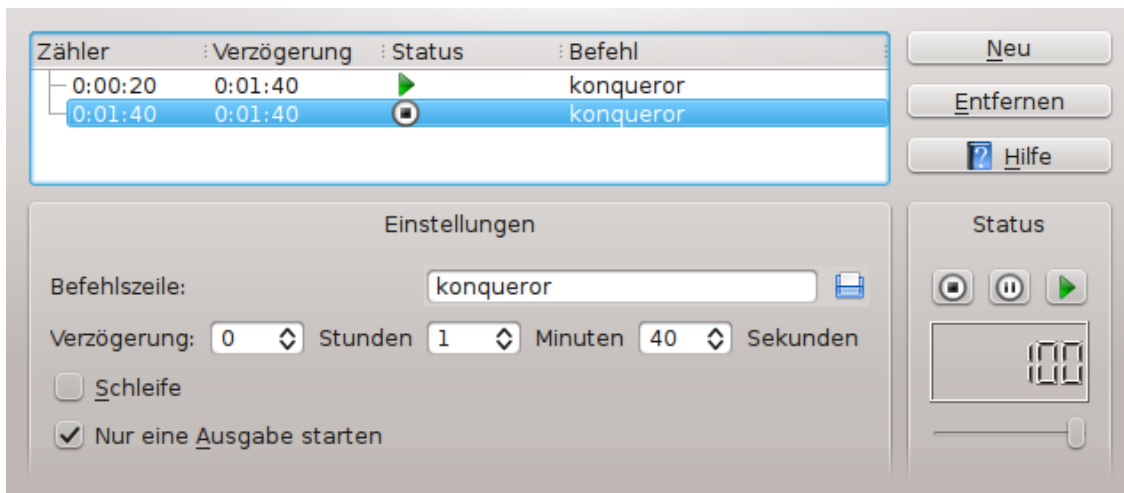 Zähler Verzögerung Status Befehl
0:00:20 0:01:40 konqueror
0:01:40 0:01:40 konqueror
Neu
Entfernen
Hilfe
Einstellungen
Befehlszeile: konqueror
Verzögerung: 0 Stunden 1 Minuten 40 Sekunden
Schleife
Nur eine Ausgabe starten
Status
100